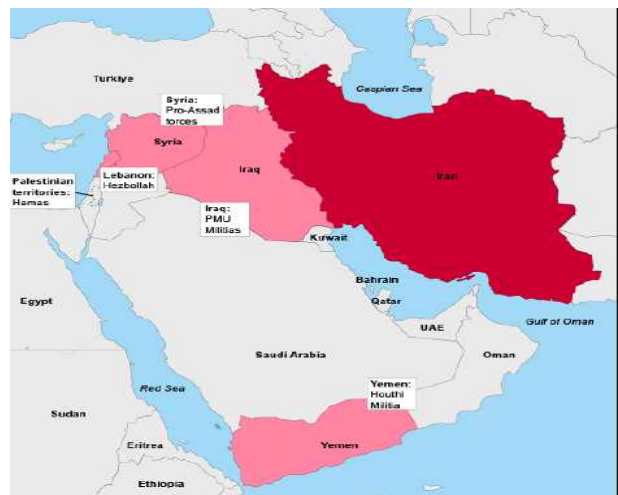 Turkiye
Caspian Sea
Syria:
Pro-Assad
forces
Syria
Iraq
Iran
Lebanon:
Hezbollah
Palestinian
territories:
Hamas
Iraq:
PMU
Militias
Kuwait
Bahrain
Qatar
Egypt
UAE
Gulf of Oman
Saudi Arabia
Oman
Red Sea
Yemen:
Houthi
Militia
Sudan
Eritrea
Yemen
Ethiopia